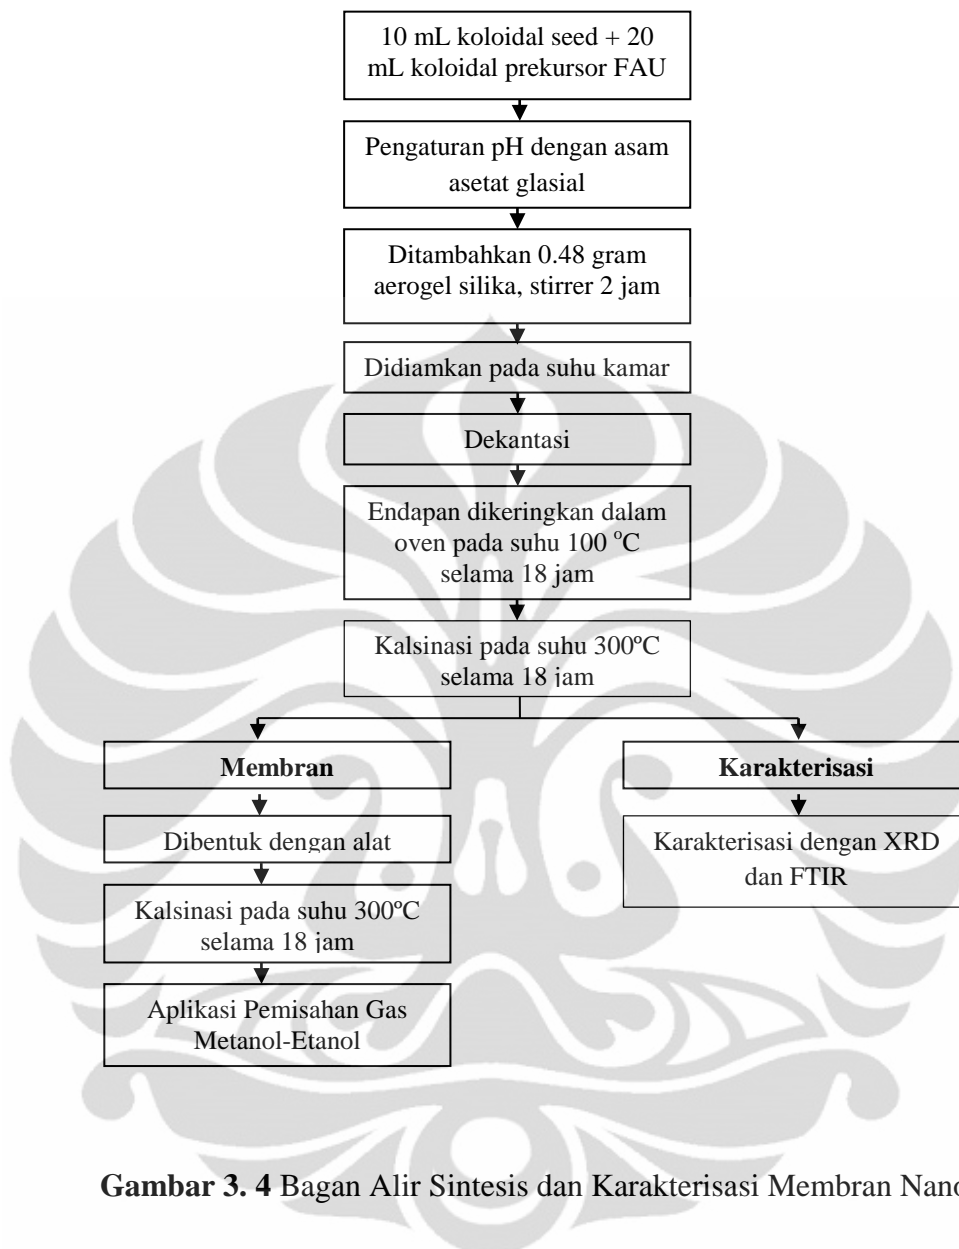 10 mL koloidal seed + 20
mL koloidal prekursor FAU
Pengaturan pH dengan asam
asetat glasial
Ditambahkan 0.48 gram
aerogel silika, stirrer 2 jam
Didiamkan pada suhu kamar
Dekantasi
Endapan dikeringkan dalam
oven pada suhu 100 °C
selama 18 jam
Kalsinasi pada suhu 300ºC
selama 18 jam
Membran
Dibentuk dengan alat
Kalsinasi pada suhu 300ºC
selama 18 jam
Aplikasi Pemisahan Gas
Metanol-Etanol
Karakterisasi
Karakterisasi dengan XRD
dan FTIR
Gambar 3. 4 Bagan Alir Sintesis dan Karakterisasi Membran Nano